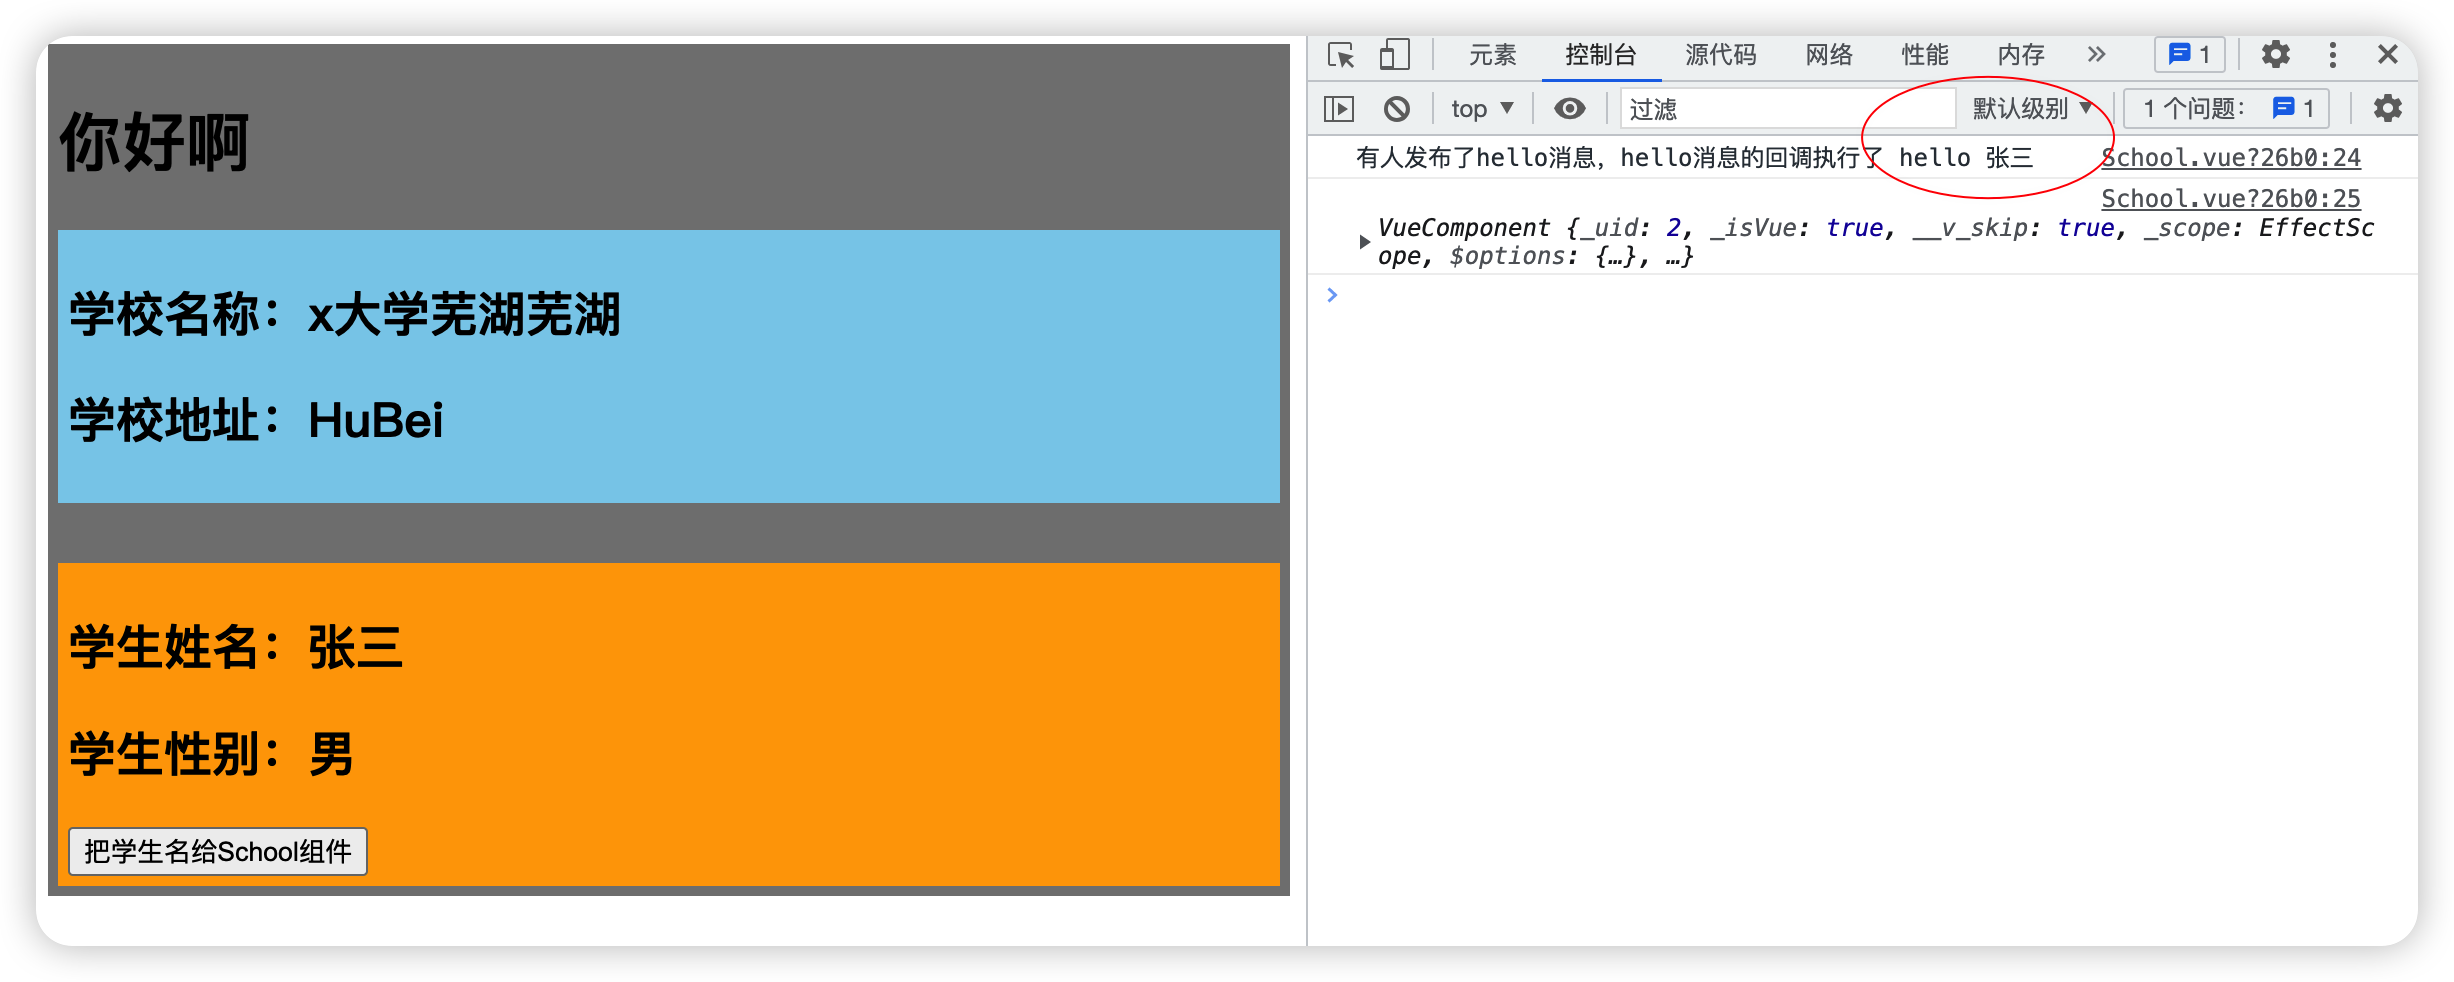 你好啊
学校名称：x大学芜湖芜湖
学校地址：HuBei
学生姓名：张三
学生性别：男
把学生名给School组件
元素 控制台 源代码 网络 性能 内存 1
top 过滤 默认级别 1 个问题： 1
有人发布了hello消息，hello消息的回调执行了 hello 张三 School.vue?26b0:24
School.vue?26b0:25
VueComponent {_uid: 2, _isVue: true, __v_skip: true, _scope: EffectSc
ope, $options: {…}, …}